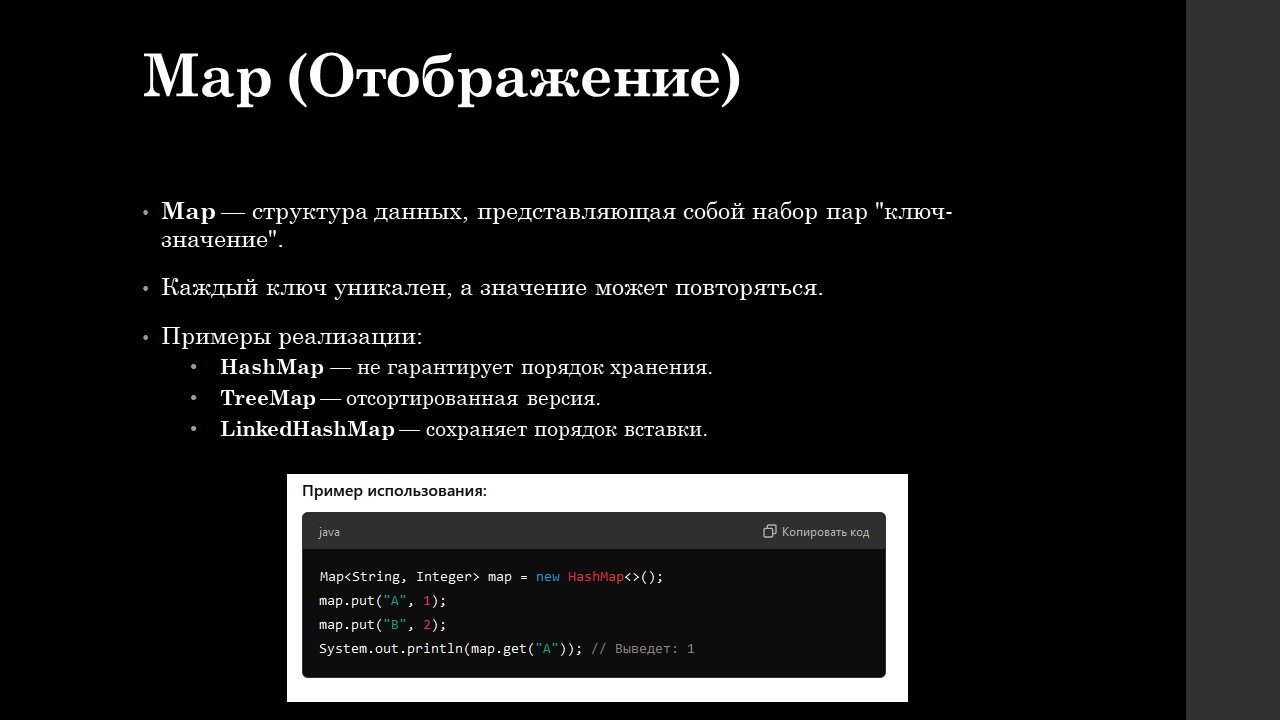 Map (Отображение)
• Map — структура данных, представляющая собой набор пар "ключ-
значение".
• Каждый ключ уникален, а значение может повторяться.
• Примеры реализации:
• HashMap — не гарантирует порядок хранения.
• TreeMap — отсортированная версия.
• LinkedHashMap — сохраняет порядок вставки.
Пример использования:
java Копировать код
Map<String, Integer> map = new HashMap<>();
map.put("A", 1);
map.put("B", 2);
System.out.println(map.get("A")); // Выведет: 1